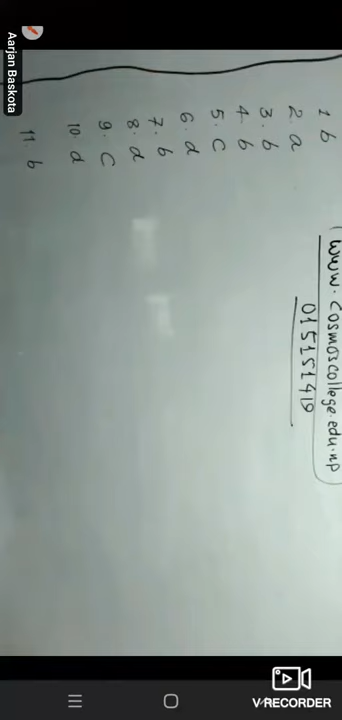 1. b
2. a
3. b
4. b
5. c
6. d
7. b
8. d
9. c
10. d
11. b
www.cosmoscollege.edu.np
015151419
Aarjan Baskota
V RECORDER